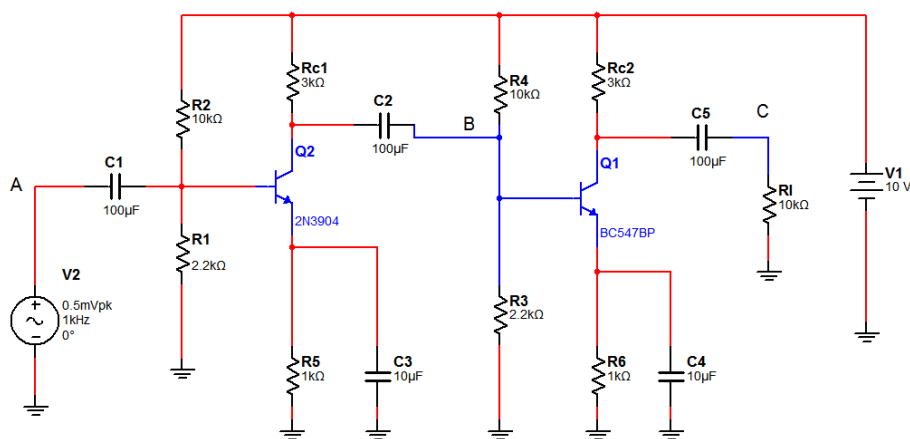 Rc1
3kΩ
R4
10kΩ
Rc2
3kΩ
R2
10kΩ
C2
100µF
B
C5
100µF
C
Q2
2N3904
Q1
BC547BP
V1
10 V
A
C1
100µF
Rl
10kΩ
R1
2.2kΩ
R3
2.2kΩ
V2
0.5mVpk
1kHz
0°
R5
1kΩ
C3
10µF
R6
1kΩ
C4
10µF